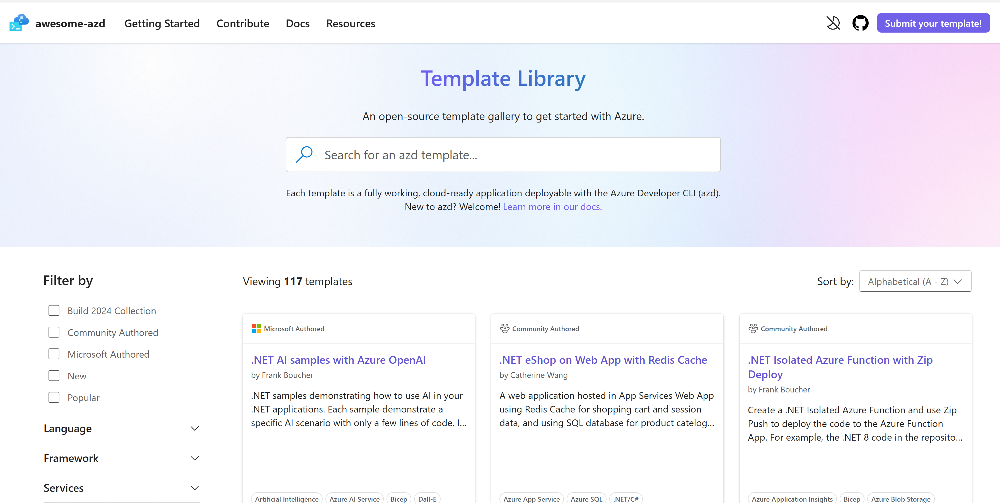 awesome-azd
Getting Started
Contribute
Docs
Resources
Submit your template!
Template Library
An open-source template gallery to get started with Azure.
Search for an azd template...
Each template is a fully working, cloud-ready application deployable with the Azure Developer CLI (azd).
New to azd? Welcome! Learn more in our docs.
Filter by
Build 2024 Collection
Community Authored
Microsoft Authored
New
Popular
Language
Framework
Services
Viewing 117 templates
Sort by:
Alphabetical (A - Z)
Microsoft Authored
.NET AI samples with Azure OpenAI
by Frank Boucher
.NET samples demonstrating how to use AI in your
.NET applications. Each sample demonstrate a
specific AI scenario with only a few lines of code. I...
Artificial Intelligence
Azure AI Service
Bicep
Dall-E
Community Authored
.NET eShop on Web App with Redis Cache
by Catherine Wang
A web application hosted in App Services Web App
using Redis Cache for shopping cart and session
data, and using SQL database for product catelog...
Azure App Service
Azure SQL
.NET/C#
Community Authored
.NET Isolated Azure Function with Zip
Deploy
by Frank Boucher
Create a .NET Isolated Azure Function and use Zip
Push to deploy the code to the Azure Function
App. For example, the .NET 8 code in the reposito...
Azure Application Insights
Bicep
Azure Blob Storage